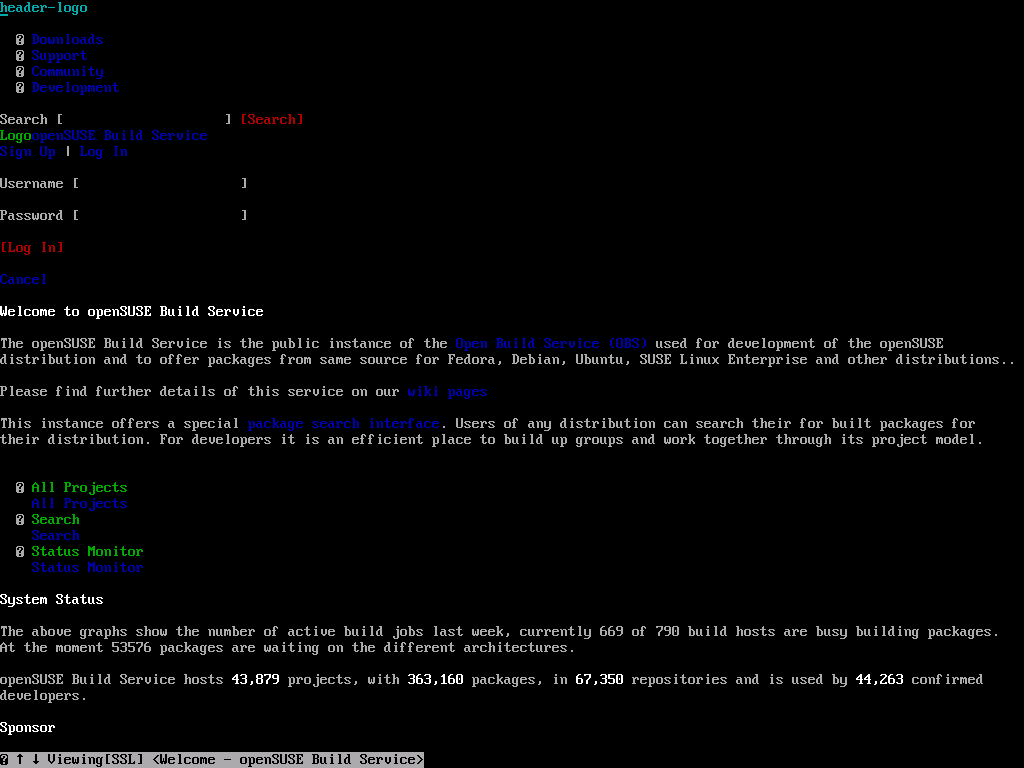 header-logo
Downloads
Support
Community
Development
Search [ ] [Search]
LogoopenSUSE Build Service
Sign Up | Log In
Username [ ]
Password [ ]
[Log In]
Cancel
Welcome to openSUSE Build Service
The openSUSE Build Service is the public instance of the Open Build Service (OBS) used for development of the openSUSE
distribution and to offer packages from same source for Fedora, Debian, Ubuntu, SUSE Linux Enterprise and other distributions..
Please find further details of this service on our wiki pages
This instance offers a special package search interface. Users of any distribution can search their for built packages for
their distribution. For developers it is an efficient place to build up groups and work together through its project model.
All Projects
All Projects
Search
Search
Status Monitor
Status Monitor
System Status
The above graphs show the number of active build jobs last week, currently 669 of 790 build hosts are busy building packages.
At the moment 53576 packages are waiting on the different architectures.
openSUSE Build Service hosts 43,879 projects, with 363,160 packages, in 67,350 repositories and is used by 44,263 confirmed
developers.
Sponsor
↑ ↓ Viewing[SSL] <Welcome - openSUSE Build Service>